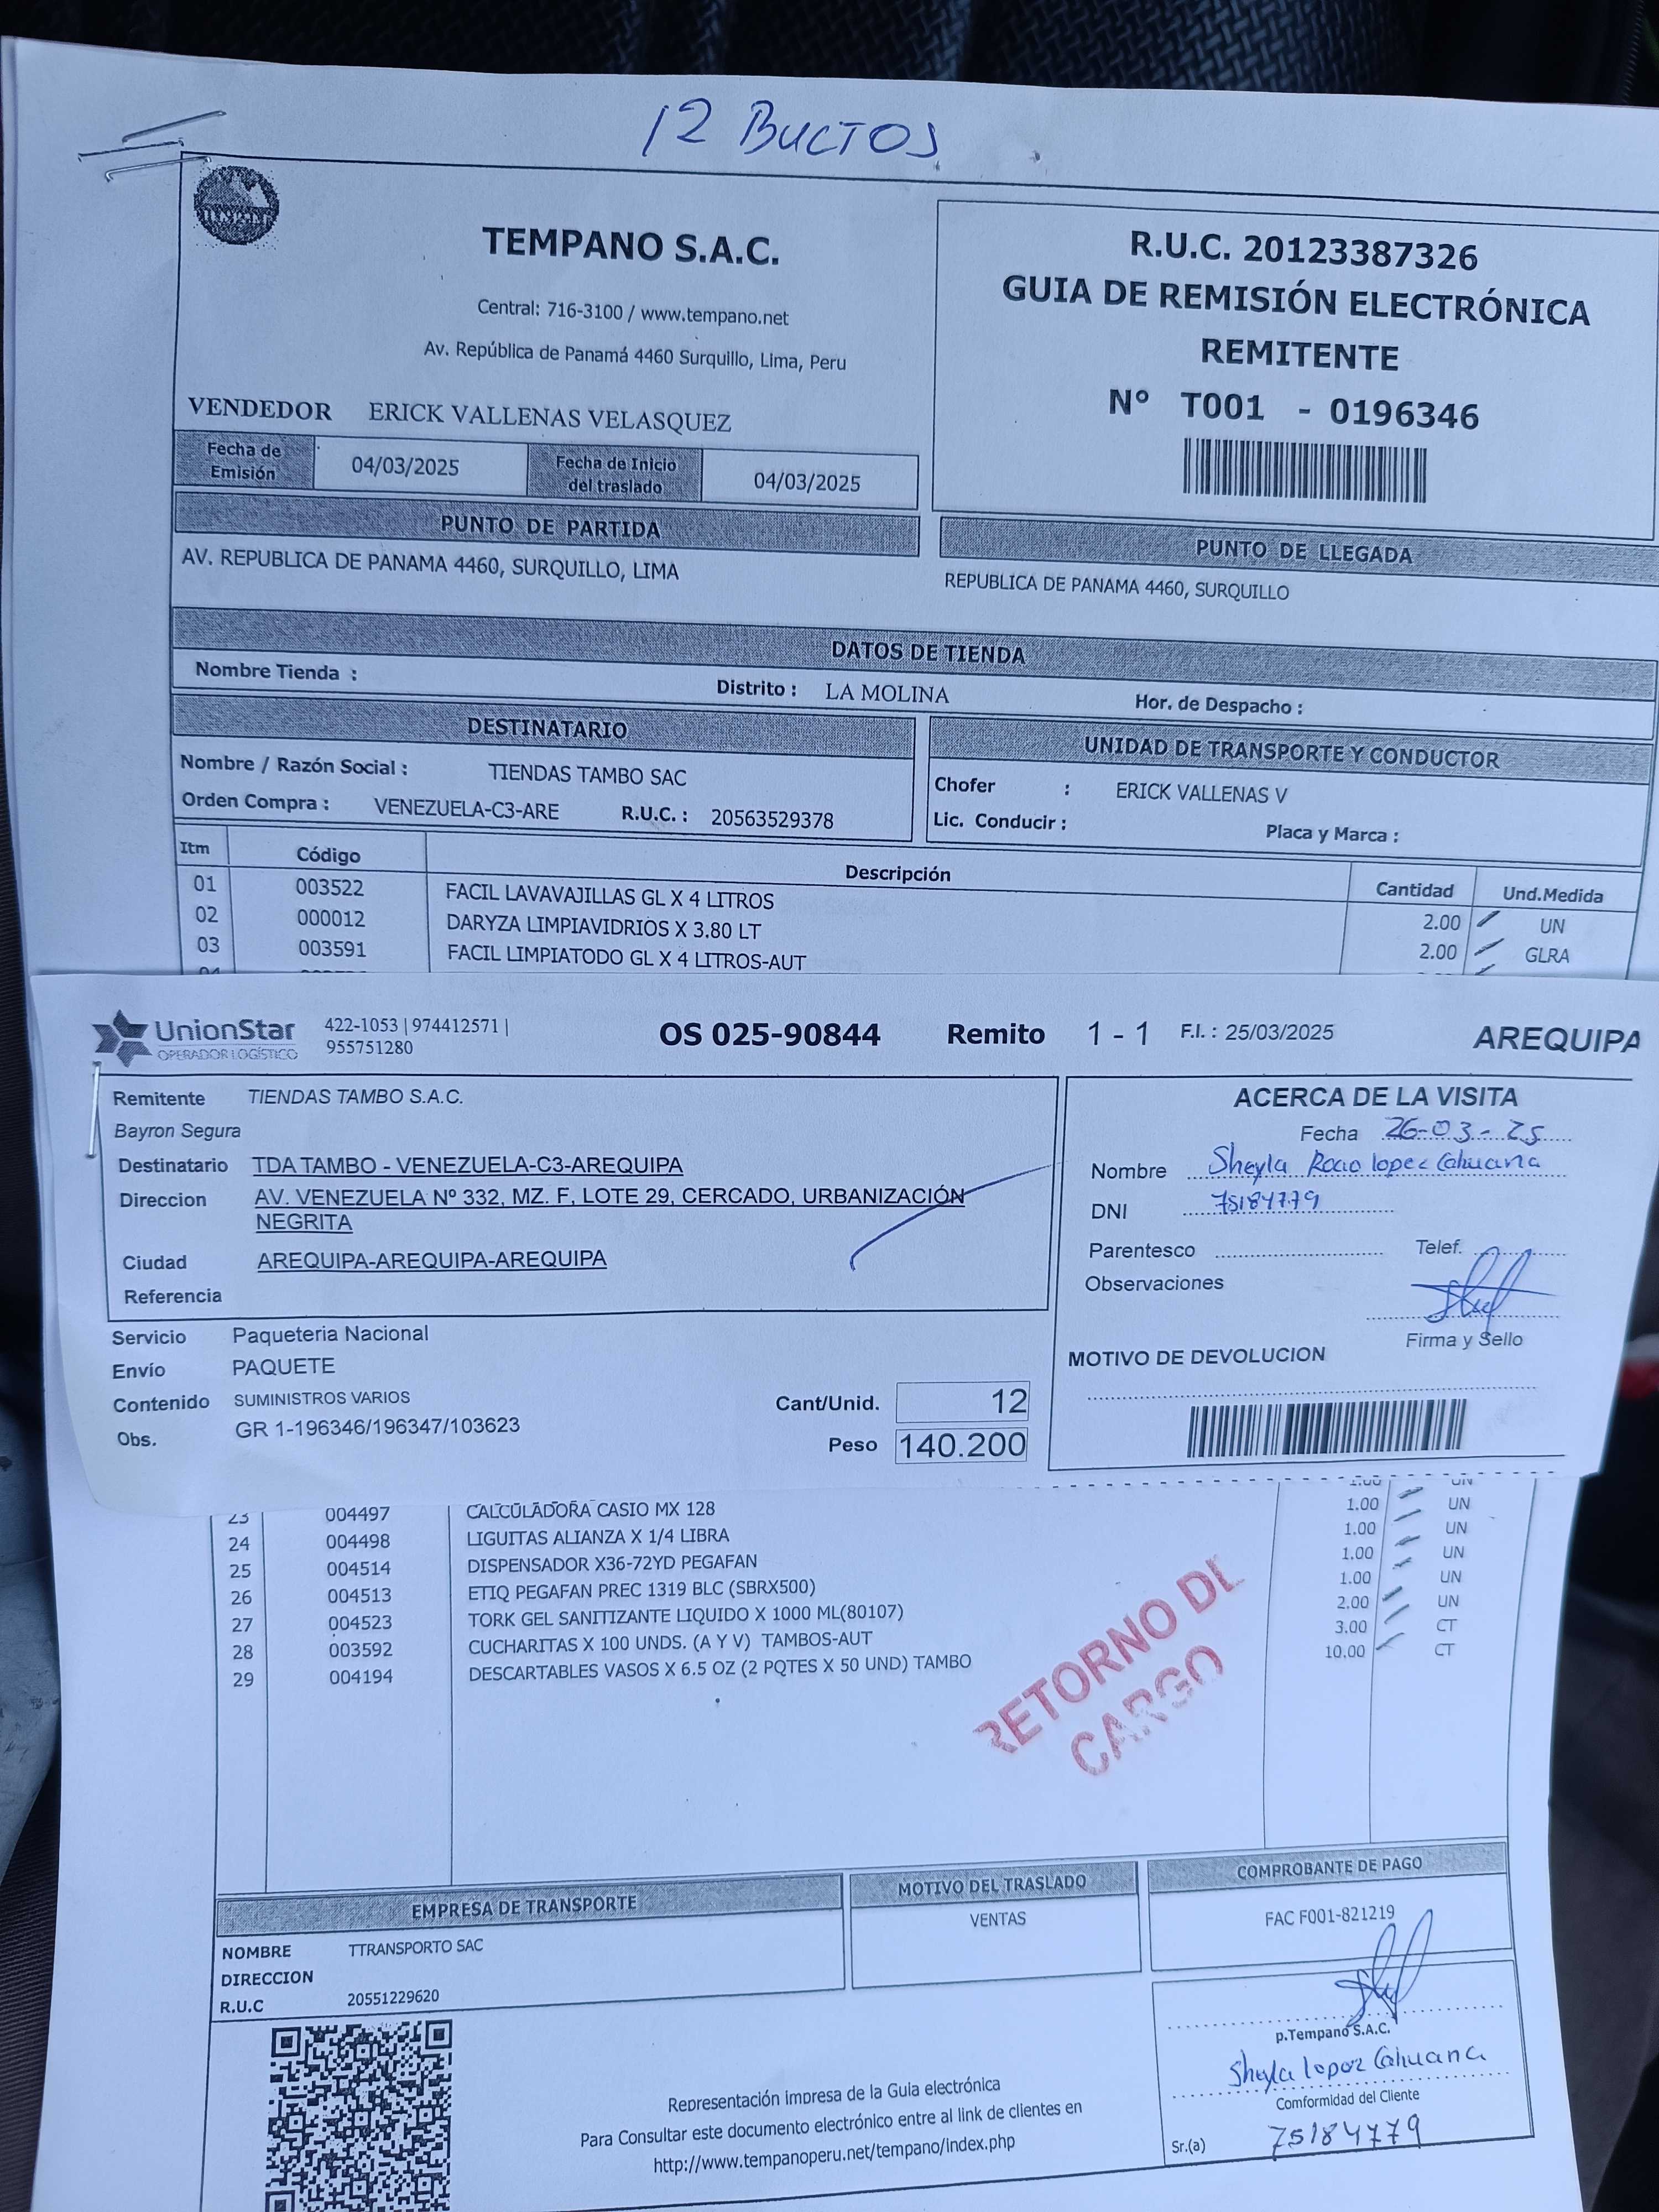 12 BULTOS
TEMPANO S.A.C.
Central: 716-3100 / www.tempano.net
Av. República de Panamá 4460 Surquillo, Lima, Peru
R.U.C. 20123387326
GUIA DE REMISIÓN ELECTRÓNICA
REMITENTE
Nº T001 - 0196346
VENDEDOR ERICK VALLENAS VELASQUEZ
Fecha de Emisión 04/03/2025 Fecha de Inicio del traslado 04/03/2025
PUNTO DE PARTIDA
AV. REPUBLICA DE PANAMA 4460, SURQUILLO, LIMA
PUNTO DE LLEGADA
REPUBLICA DE PANAMA 4460, SURQUILLO
DATOS DE TIENDA
Nombre Tienda : Distrito : LA MOLINA Hor. de Despacho :
DESTINATARIO
Nombre / Razón Social : TIENDAS TAMBO SAC
Orden Compra : VENEZUELA-C3-ARE R.U.C. : 20563529378
UNIDAD DE TRANSPORTE Y CONDUCTOR
Chofer : ERICK VALLENAS V
Lic. Conducir : Placa y Marca :
Itm Código Descripción Cantidad Und.Medida
01 003522 FACIL LAVAVAJILLAS GL X 4 LITROS 2.00 UN
02 000012 DARYZA LIMPIAVIDRIOS X 3.80 LT 2.00 GLRA
03 003591 FACIL LIMPIATODO GL X 4 LITROS-AUT
UnionStar
OPERADOR LOGÍSTICO
422-1053 | 974412571 |
955751280
OS 025-90844 Remito 1 - 1 F.I. : 25/03/2025 AREQUIPA
Remitente TIENDAS TAMBO S.A.C.
Bayron Segura
Destinatario TDA TAMBO - VENEZUELA-C3-AREQUIPA
Direccion AV. VENEZUELA Nº 332, MZ. F, LOTE 29, CERCADO, URBANIZACIÓN
NEGRITA
Ciudad AREQUIPA-AREQUIPA-AREQUIPA
Referencia
Servicio Paqueteria Nacional
Envío PAQUETE
Contenido SUMINISTROS VARIOS
Obs. GR 1-196346/196347/103623
Cant/Unid. 12
Peso 140.200
ACERCA DE LA VISITA
Fecha 26-03-25
Nombre Sheyla Rocio lopez Cahuana
DNI 75184779
Parentesco Telef.
Observaciones
Firma y Sello
MOTIVO DE DEVOLUCION
1.00 UN
23 004497 CALCULADORA CASIO MX 128 1.00 UN
24 004498 LIGUITAS ALIANZA X 1/4 LIBRA 1.00 UN
25 004514 DISPENSADOR X36-72YD PEGAFAN 1.00 UN
26 004513 ETIQ PEGAFAN PREC 1319 BLC (SBRX500) 1.00 UN
27 004523 TORK GEL SANITIZANTE LIQUIDO X 1000 ML(80107) 2.00 UN
28 003592 CUCHARITAS X 100 UNDS. (A Y V) TAMBOS-AUT 3.00 CT
29 004194 DESCARTABLES VASOS X 6.5 OZ (2 PQTES X 50 UND) TAMBO 10.00 CT
RETORNO DE
CARGO
EMPRESA DE TRANSPORTE
NOMBRE TTRANSPORTO SAC
DIRECCION
R.U.C 20551229620
MOTIVO DEL TRASLADO
VENTAS
COMPROBANTE DE PAGO
FAC F001-821219
p.Tempano S.A.C.
Sheyla lopez Cahuana
Comformidad del Cliente
Sr.(a) 75184779
Representación impresa de la Guia electrónica
Para Consultar este documento electrónico entre al link de clientes en
http://www.tempanoperu.net/tempano/index.php